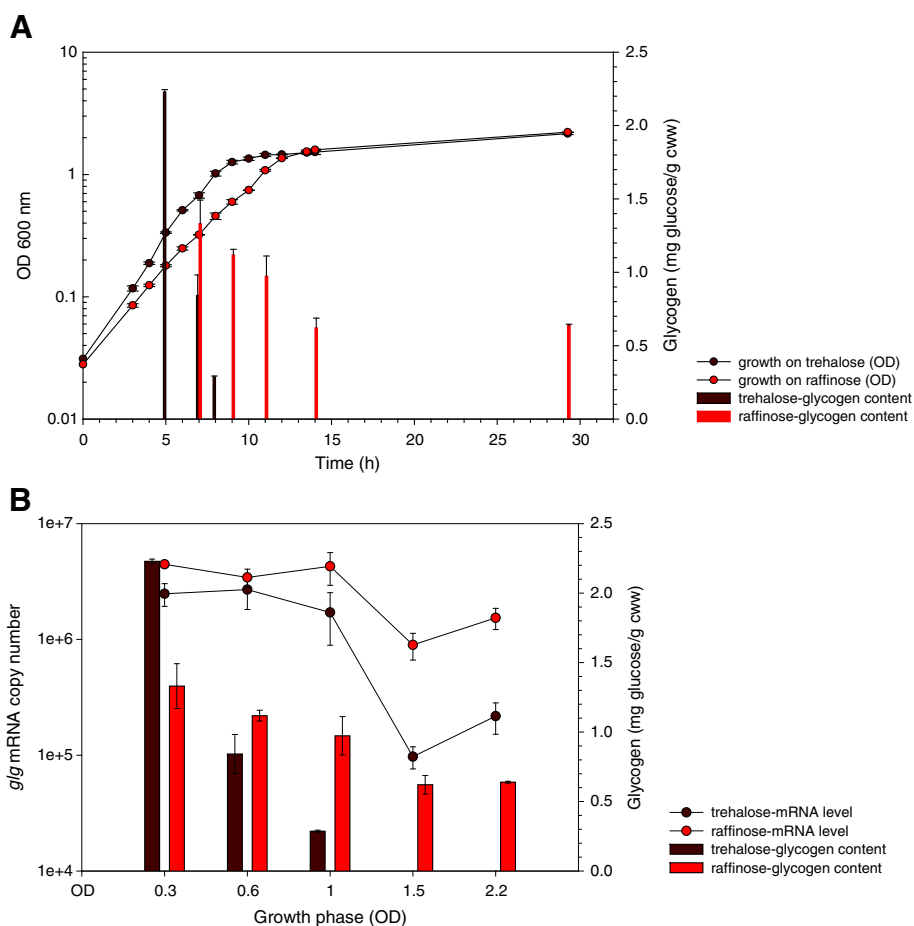 A
10
1
0.1
0.01
OD 600 nm
2.5
2.0
1.5
1.0
0.5
0.0
Glycogen (mg glucose/g cww)
0 5 10 15 20 25 30
Time (h)
growth on trehalose (OD)
growth on raffinose (OD)
trehalose-glycogen content
raffinose-glycogen content
B
1e+7
1e+6
1e+5
1e+4
glg mRNA copy number
2.5
2.0
1.5
1.0
0.5
0.0
Glycogen (mg glucose/g cww)
OD 0.3 0.6 1 1.5 2.2
Growth phase (OD)
trehalose-mRNA level
raffinose-mRNA level
trehalose-glycogen content
raffinose-glycogen content